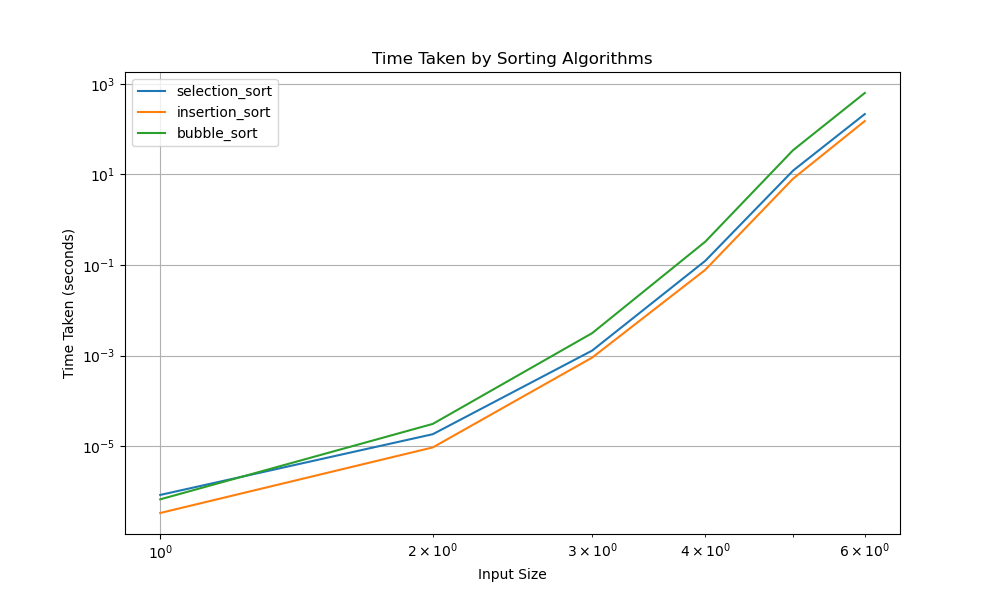 Time Taken by Sorting Algorithms
selection_sort
insertion_sort
bubble_sort
Time Taken (seconds)
10³
10¹
10⁻¹
10⁻³
10⁻⁵
10⁰
2 × 10⁰
3 × 10⁰
4 × 10⁰
6 × 10⁰
Input Size